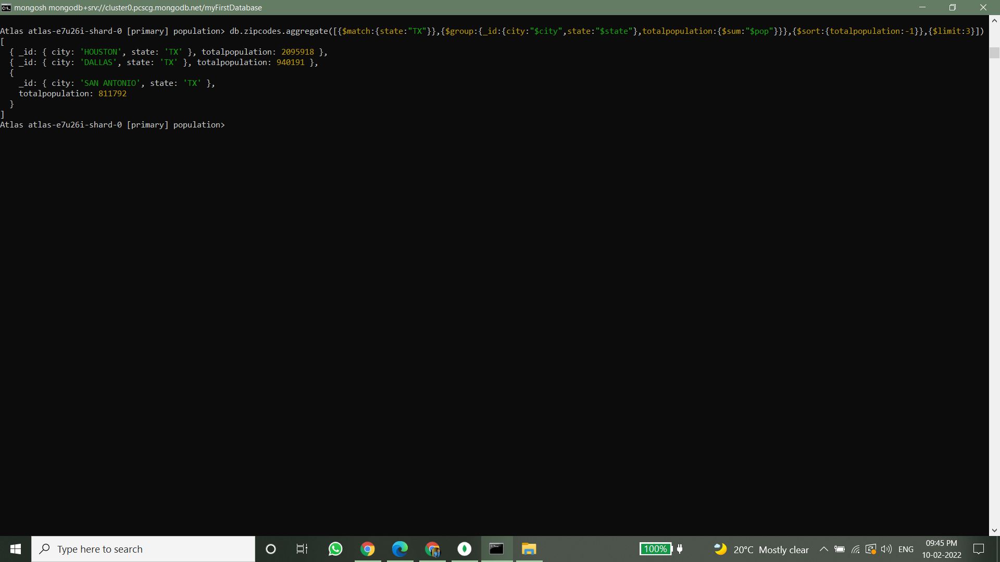 mongosh mongodb+srv://cluster0.pcscg.mongodb.net/myFirstDatabase
Atlas atlas-e7u26i-shard-0 [primary] population> db.zipcodes.aggregate([{$match:{state:"TX"}},{$group:{_id:{city:"$city",state:"$state"},totalpopulation:{$sum:"$pop"}}},{$sort:{totalpopulation:-1}},{$limit:3}])
[
  { _id: { city: 'HOUSTON', state: 'TX' }, totalpopulation: 2095918 },
  { _id: { city: 'DALLAS', state: 'TX' }, totalpopulation: 940191 },
  {
    _id: { city: 'SAN ANTONIO', state: 'TX' },
    totalpopulation: 811792
  }
]
Atlas atlas-e7u26i-shard-0 [primary] population>
Type here to search
100%
20°C Mostly clear
ENG
09:45 PM
10-02-2022